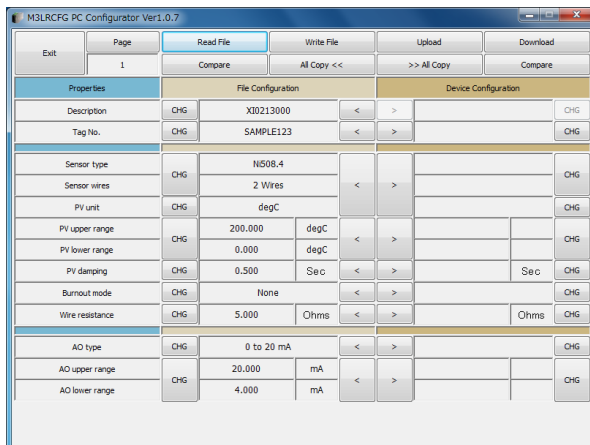 M3LRCFG PC Configurator Ver1.0.7
Exit Page Read File Write File Upload Download
1 Compare All Copy << >> All Copy Compare
Properties File Configuration Device Configuration
Description CHG XI0213000 < > CHG
Tag No. CHG SAMPLE123 < > CHG
Sensor type CHG Ni508.4 < > CHG
Sensor wires 2 Wires
PV unit CHG degC CHG
PV upper range CHG 200.000 degC < > CHG
PV lower range 0.000 degC
PV damping CHG 0.500 Sec < > Sec CHG
Burnout mode CHG None < > CHG
Wire resistance CHG 5.000 Ohms < > Ohms CHG
AO type CHG 0 to 20 mA < > CHG
AO upper range CHG 20.000 mA < > CHG
AO lower range 4.000 mA